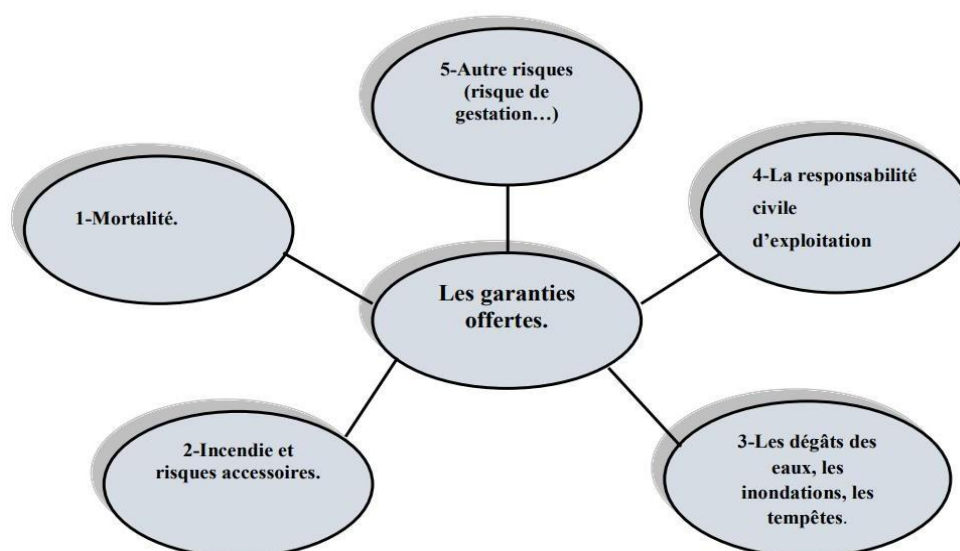 5-Autre risques
(risque de
gestation...)
1-Mortalité.
4-La responsabilité
civile
d'exploitation
Les garanties
offertes.
2-Incendie et
risques accessoires.
3-Les dégâts des
eaux, les
inondations, les
tempêtes.